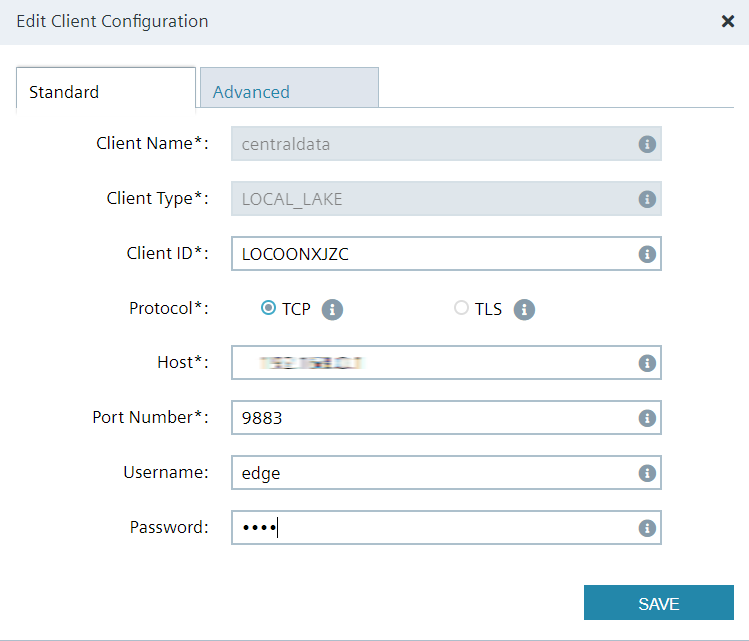 Edit Client Configuration
Standard
Advanced
Client Name*:
centraldata
Client Type*:
LOCAL_LAKE
Client ID*:
LOCOONXJZC
Protocol*:
TCP
TLS
Host*:
Port Number*:
9883
Username:
edge
Password:
••••
SAVE